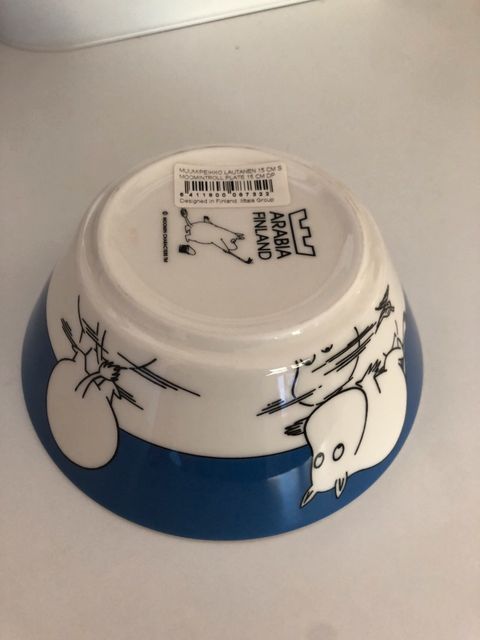 MUUMIPEIKKO LAUTANEN 15 CM S
MOOMINTROLL PLATE 15 CM DP
6 411800 067322
Designed in Finland. Iittala Group
ARABIA
FINLAND
© MOOMIN CHARACTERS TM